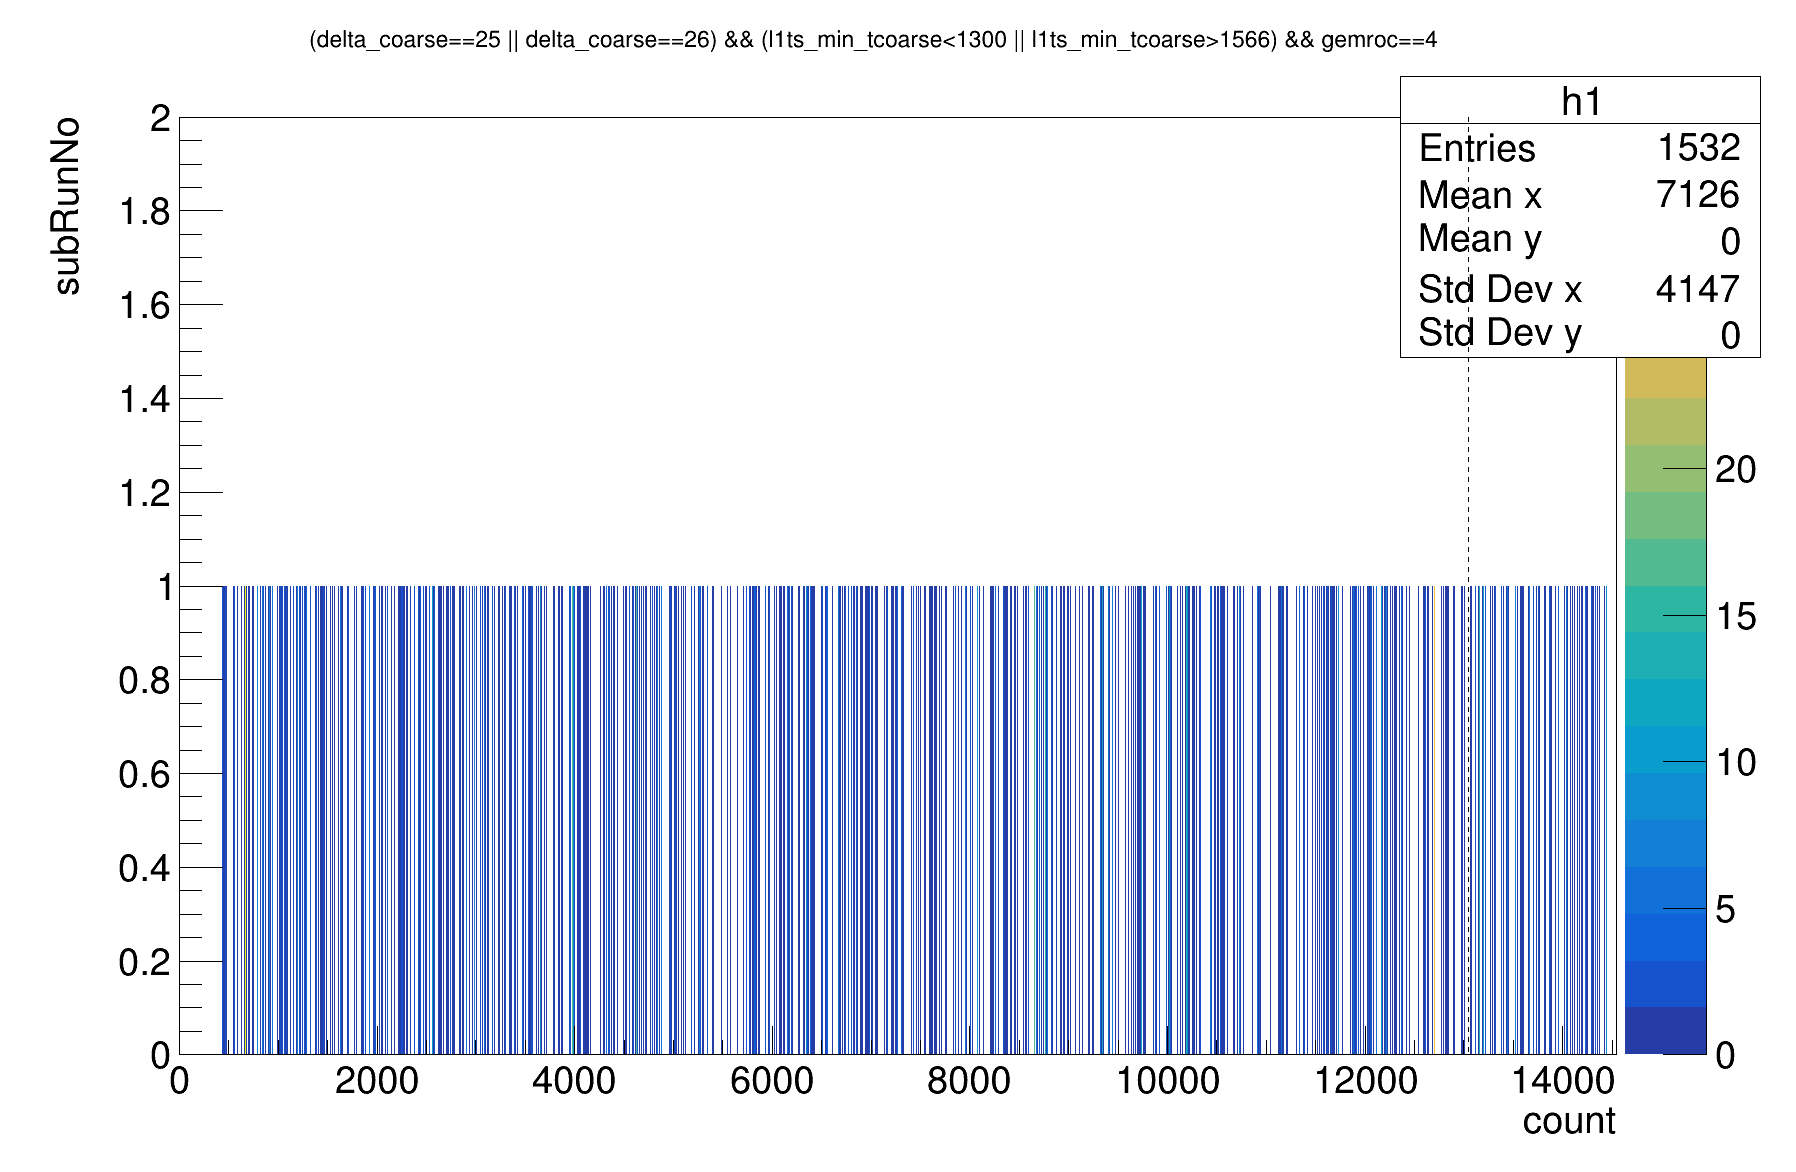 (delta_coarse==25 || delta_coarse==26) && (l1ts_min_tcoarse<1300 || l1ts_min_tcoarse>1566) && gemroc==4
h1
Entries 1532
Mean x 7126
Mean y 0
Std Dev x 4147
Std Dev y 0
subRunNo
2
1.8
1.6
1.4
1.2
1
0.8
0.6
0.4
0.2
0
20
15
10
5
0
0 2000 4000 6000 8000 10000 12000 14000
count